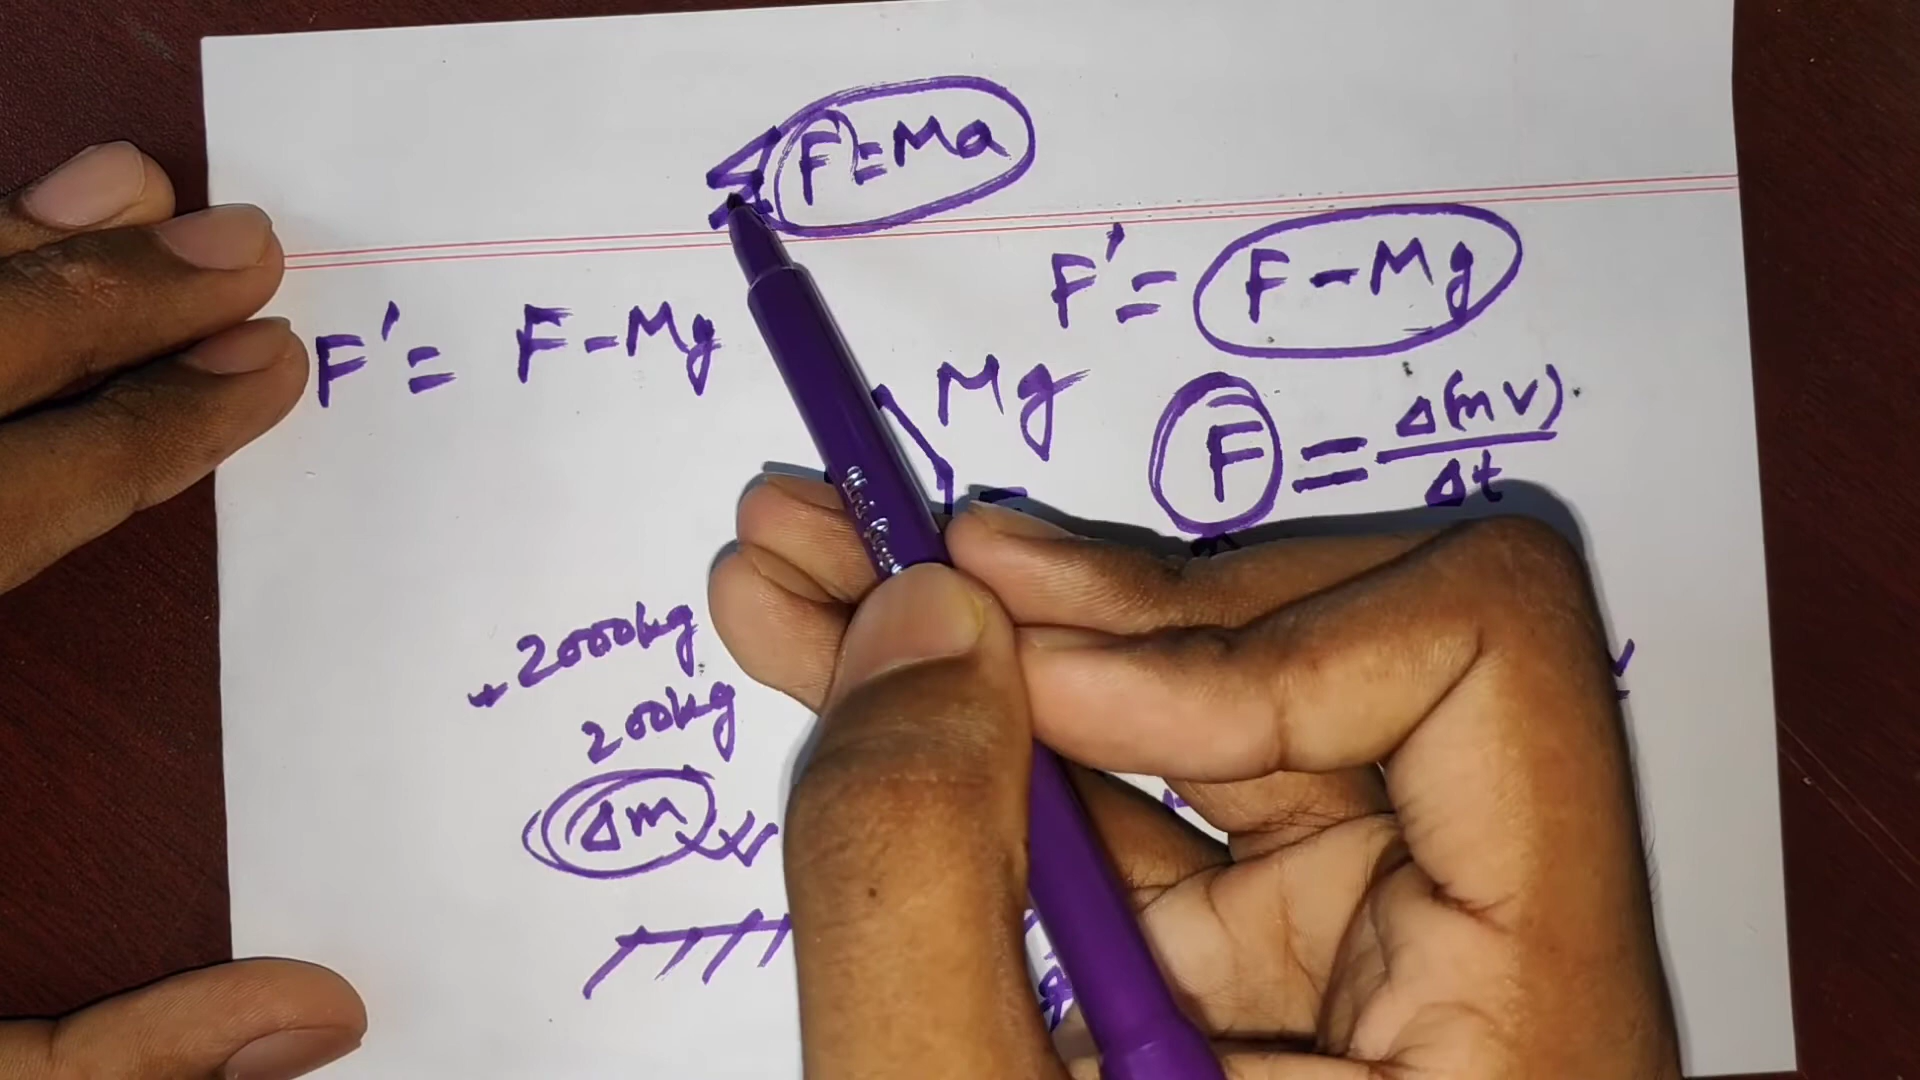 F=Ma
F'= F-Mg
F'= F-Mg
Mg
F = Δ(mv)/Δt
2000kg
200kg
Δm